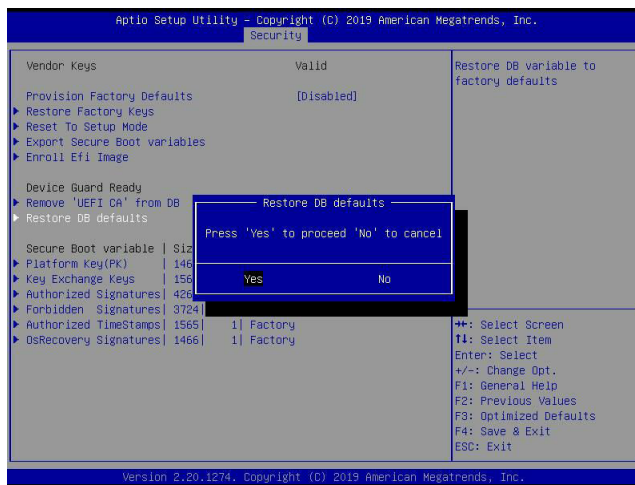 Aptio Setup Utility – Copyright (C) 2019 American Megatrends, Inc.
Security
Vendor Keys Valid
Provision Factory Defaults [Disabled]
Restore Factory Keys
Reset To Setup Mode
Export Secure Boot variables
Enroll Efi Image
Device Guard Ready
Remove 'UEFI CA' from DB
Restore DB defaults
Secure Boot variable | Siz
Platform Key(PK) | 146
Key Exchange Keys | 156
Authorized Signatures| 426
Forbidden Signatures| 3724|
Authorized TimeStamps| 1565| 1| Factory
OsRecovery Signatures| 1466| 1| Factory
Restore DB defaults
Press 'Yes' to proceed 'No' to cancel
Yes No
Restore DB variable to
factory defaults
→←: Select Screen
↑↓: Select Item
Enter: Select
+/-: Change Opt.
F1: General Help
F2: Previous Values
F3: Optimized Defaults
F4: Save & Exit
ESC: Exit
Version 2.20.1274. Copyright (C) 2019 American Megatrends, Inc.